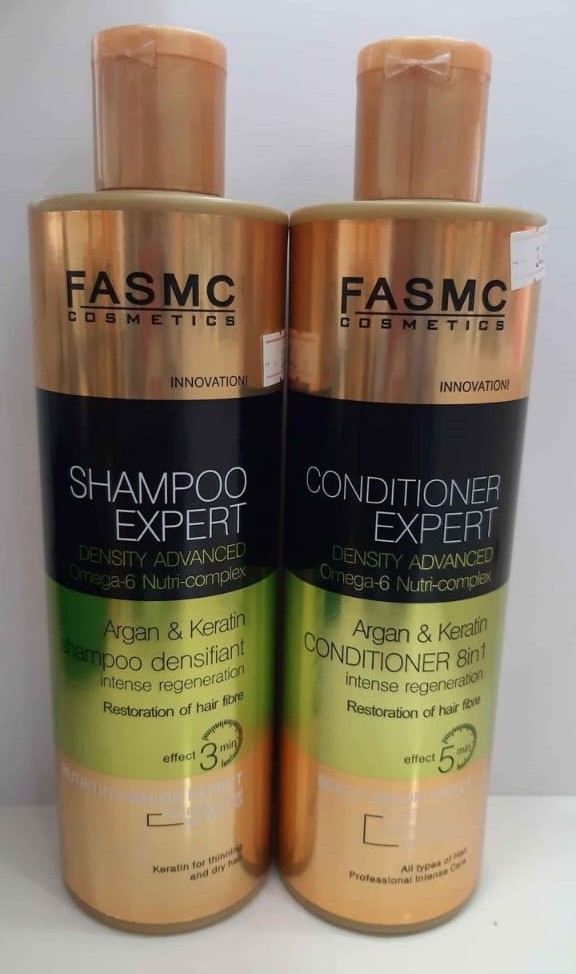 FASMC
COSMETICS
INNOVATION!
SHAMPOO
EXPERT
DENSITY ADVANCED
Omega-6 Nutri-complex
Argan & Keratin
shampoo densifiant
intense regeneration
Restoration of hair fibre
effect 3 min
Keratin for thinning
and dry hair
FASMC
COSMETICS
INNOVATION!
CONDITIONER
EXPERT
DENSITY ADVANCED
Omega-6 Nutri-complex
Argan & Keratin
CONDITIONER 8in1
intense regeneration
Restoration of hair fibre
effect 5 min
All types of Hair
Professional Intense Care